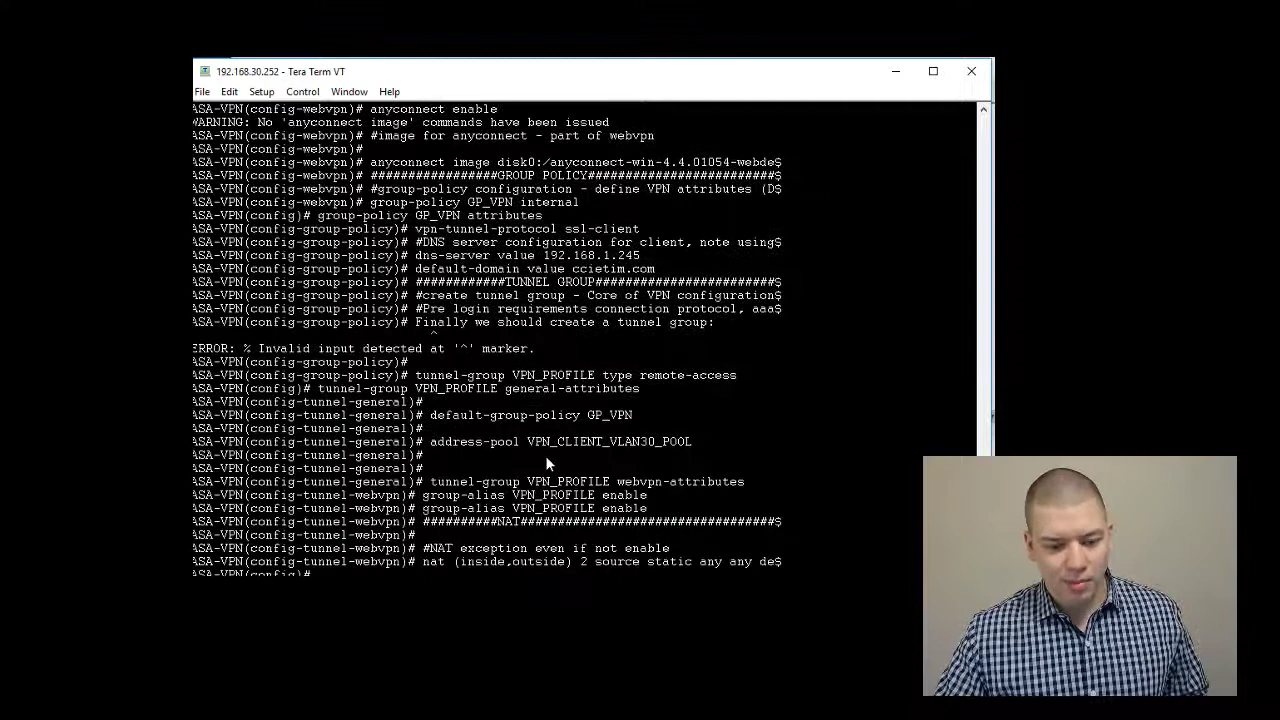 192.168.30.252 - Tera Term VT
File Edit Setup Control Window Help
ASA-VPN(config-webvpn)# anyconnect enable
WARNING: No 'anyconnect image' commands have been issued
ASA-VPN(config-webvpn)# #image for anyconnect - part of webvpn
ASA-VPN(config-webvpn)#
ASA-VPN(config-webvpn)# anyconnect image disk0:/anyconnect-win-4.4.01054-webde$
ASA-VPN(config-webvpn)# #################GROUP POLICY#########################$
ASA-VPN(config-webvpn)# #group-policy configuration - define VPN attributes (D$
ASA-VPN(config-webvpn)# group-policy GP_VPN internal
ASA-VPN(config)# group-policy GP_VPN attributes
ASA-VPN(config-group-policy)# vpn-tunnel-protocol ssl-client
ASA-VPN(config-group-policy)# #DNS server configuration for client, note using$
ASA-VPN(config-group-policy)# dns-server value 192.168.1.245
ASA-VPN(config-group-policy)# default-domain value ccietim.com
ASA-VPN(config-group-policy)# ############TUNNEL GROUP########################$
ASA-VPN(config-group-policy)# #create tunnel group - Core of VPN configuration$
ASA-VPN(config-group-policy)# #Pre login requirements connection protocol, aaa$
ASA-VPN(config-group-policy)# Finally we should create a tunnel group:
^
ERROR: % Invalid input detected at '^' marker.
ASA-VPN(config-group-policy)#
ASA-VPN(config-group-policy)# tunnel-group VPN_PROFILE type remote-access
ASA-VPN(config)# tunnel-group VPN_PROFILE general-attributes
ASA-VPN(config-tunnel-general)#
ASA-VPN(config-tunnel-general)# default-group-policy GP_VPN
ASA-VPN(config-tunnel-general)#
ASA-VPN(config-tunnel-general)# address-pool VPN_CLIENT_VLAN30_POOL
ASA-VPN(config-tunnel-general)#
ASA-VPN(config-tunnel-general)#
ASA-VPN(config-tunnel-general)# tunnel-group VPN_PROFILE webvpn-attributes
ASA-VPN(config-tunnel-webvpn)# group-alias VPN_PROFILE enable
ASA-VPN(config-tunnel-webvpn)# group-alias VPN_PROFILE enable
ASA-VPN(config-tunnel-webvpn)# ##########NAT##################################$
ASA-VPN(config-tunnel-webvpn)#
ASA-VPN(config-tunnel-webvpn)# #NAT exception even if not enable
ASA-VPN(config-tunnel-webvpn)# nat (inside,outside) 2 source static any any de$
ASA-VPN(config)#